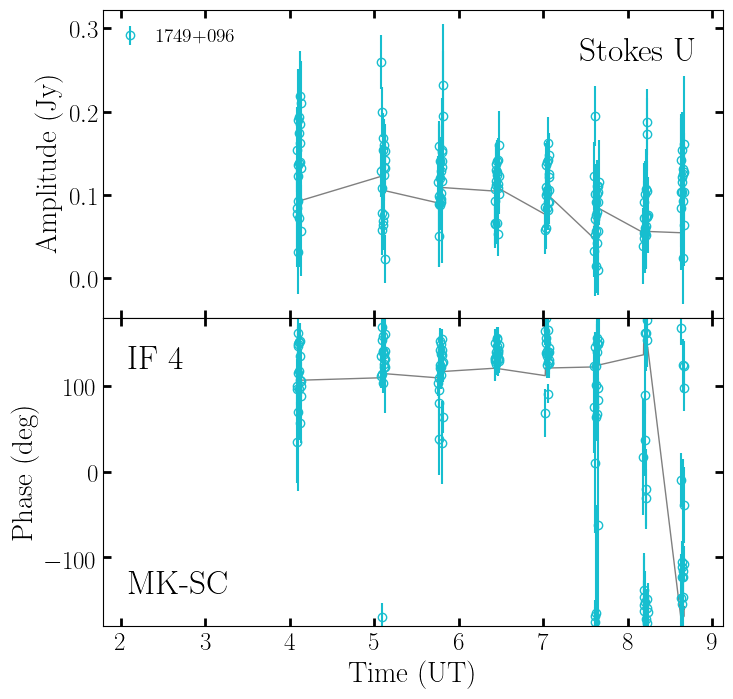 1749+096
Stokes U
0.3
0.2
0.1
0.0
Amplitude (Jy)
IF 4
100
0
−100
Phase (deg)
MK-SC
2 3 4 5 6 7 8 9
Time (UT)